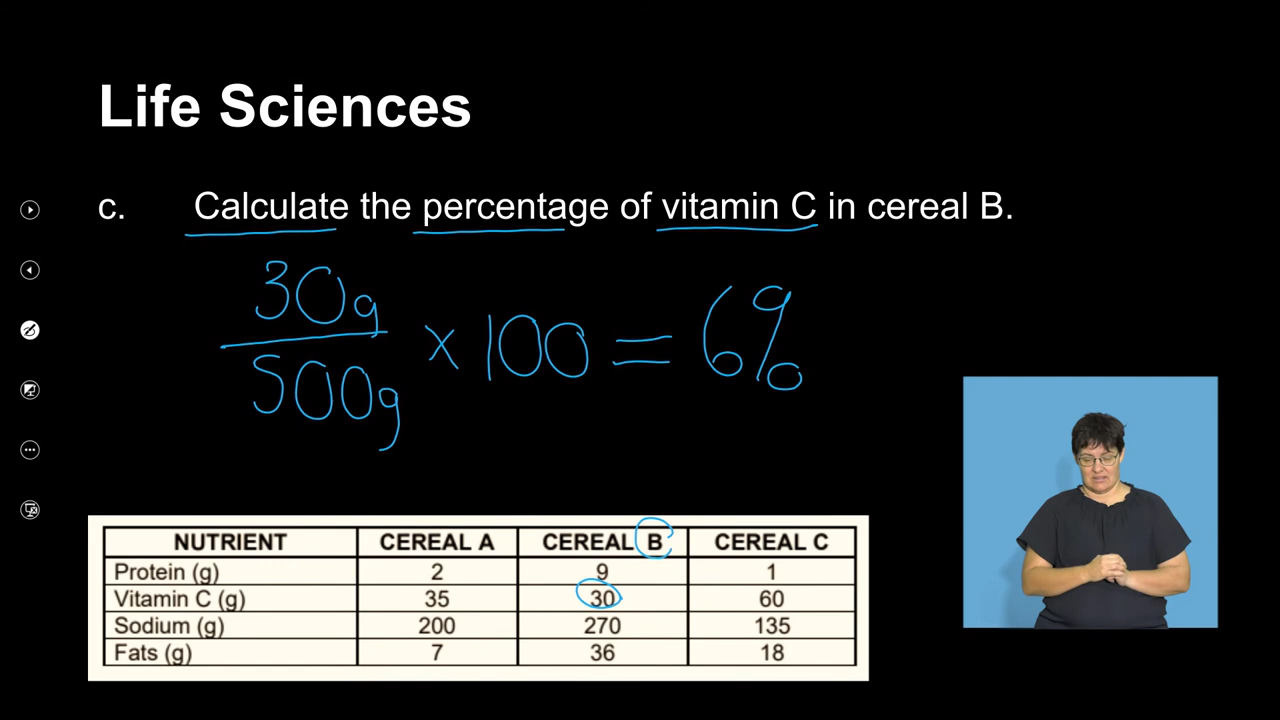 Life Sciences
c. Calculate the percentage of vitamin C in cereal B.
30g
500g
× 100 = 6%
NUTRIENT CEREAL A CEREAL B CEREAL C
Protein (g) 2 9 1
Vitamin C (g) 35 30 60
Sodium (g) 200 270 135
Fats (g) 7 36 18